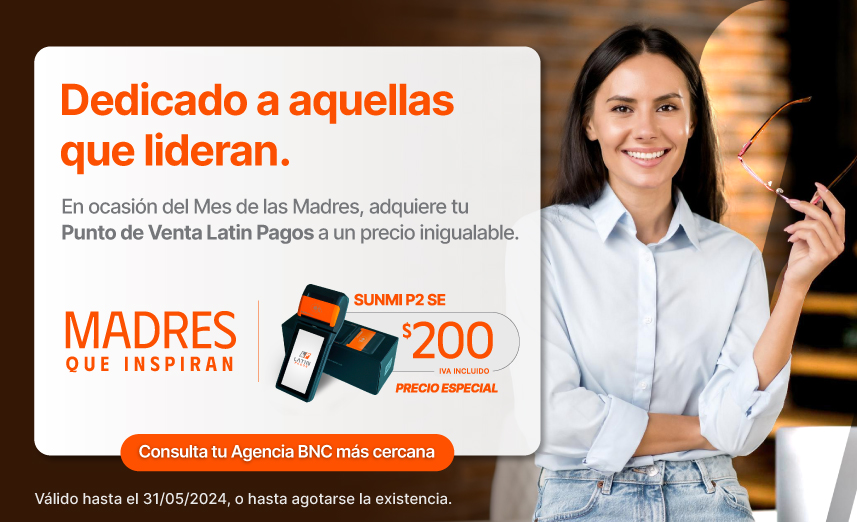 Dedicado a aquellas
que lideran.
En ocasión del Mes de las Madres, adquiere tu
Punto de Venta Latin Pagos a un precio inigualable.
MADRES
QUE INSPIRAN
SUNMI P2 SE
$200
IVA INCLUIDO
PRECIO ESPECIAL
LATIN
Consulta tu Agencia BNC más cercana
Válido hasta el 31/05/2024, o hasta agotarse la existencia.